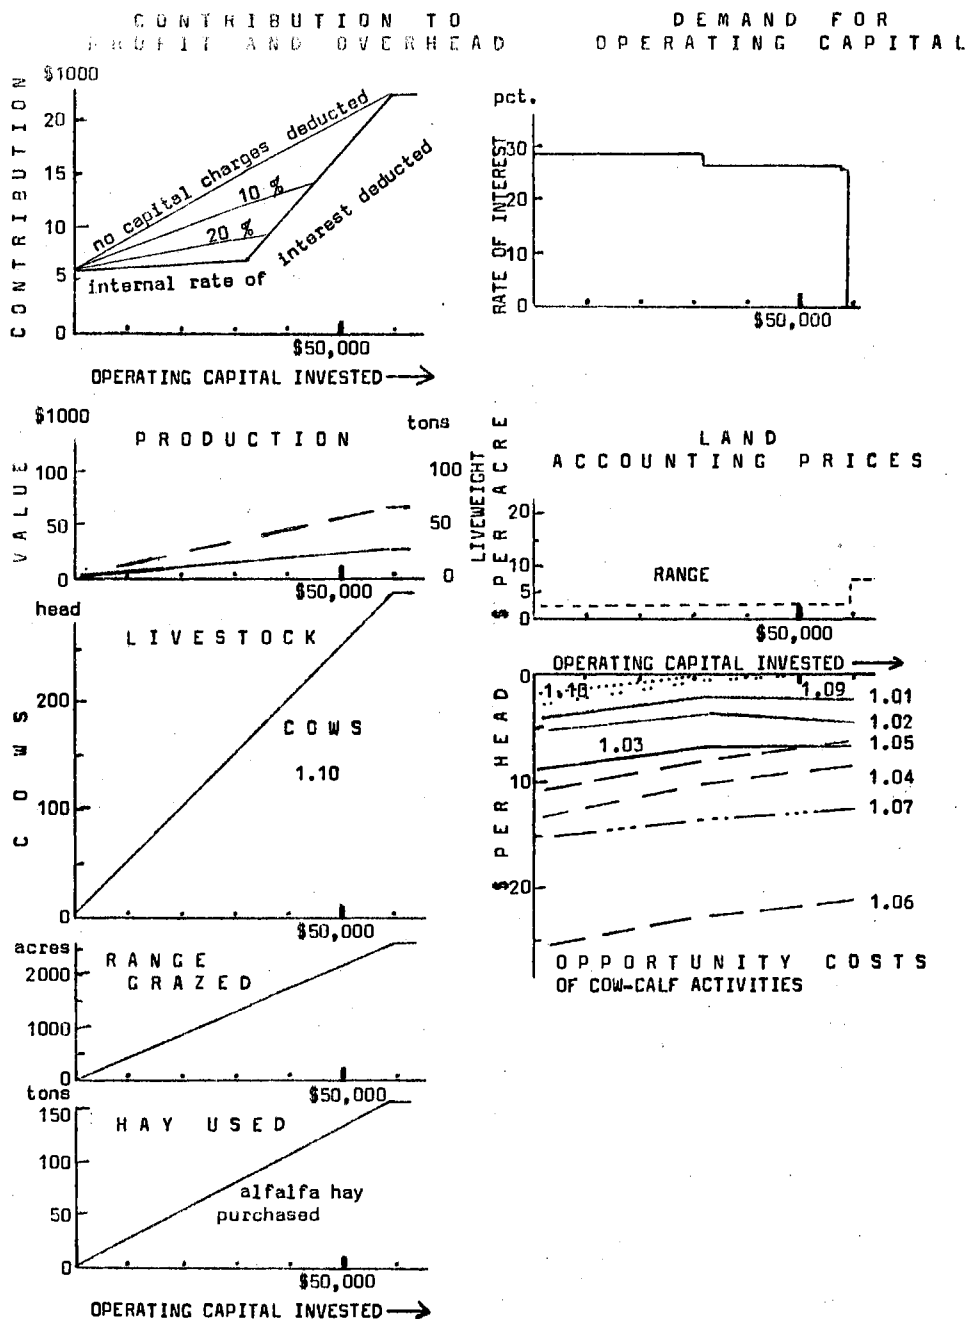 CONTRIBUTION TO
PROFIT AND OVERHEAD
$1000
CONTRIBUTION
20
15
10
5
0
no capital charges deducted
10 %
20 %
internal rate of interest deducted
$50,000
OPERATING CAPITAL INVESTED
DEMAND FOR
OPERATING CAPITAL
pct.
RATE OF INTEREST
30
20
10
0
$50,000
$1000
PRODUCTION
tons
VALUE
100
50
0
100
50
0
LIVEWEIGHT
$50,000
head
LIVESTOCK
COWS
200
100
0
COWS
1.10
$50,000
acres
RANGE
GRAZED
2000
1000
0
$50,000
tons
HAY USED
150
100
50
0
alfalfa hay
purchased
$50,000
OPERATING CAPITAL INVESTED
LAND
ACCOUNTING PRICES
$ PER ACRE
20
10
5
0
RANGE
$50,000
OPERATING CAPITAL INVESTED
$ PER HEAD
0
10
20
1.09
1.01
1.02
1.03
1.05
1.04
1.07
1.06
OPPORTUNITY COSTS
OF COW-CALF ACTIVITIES